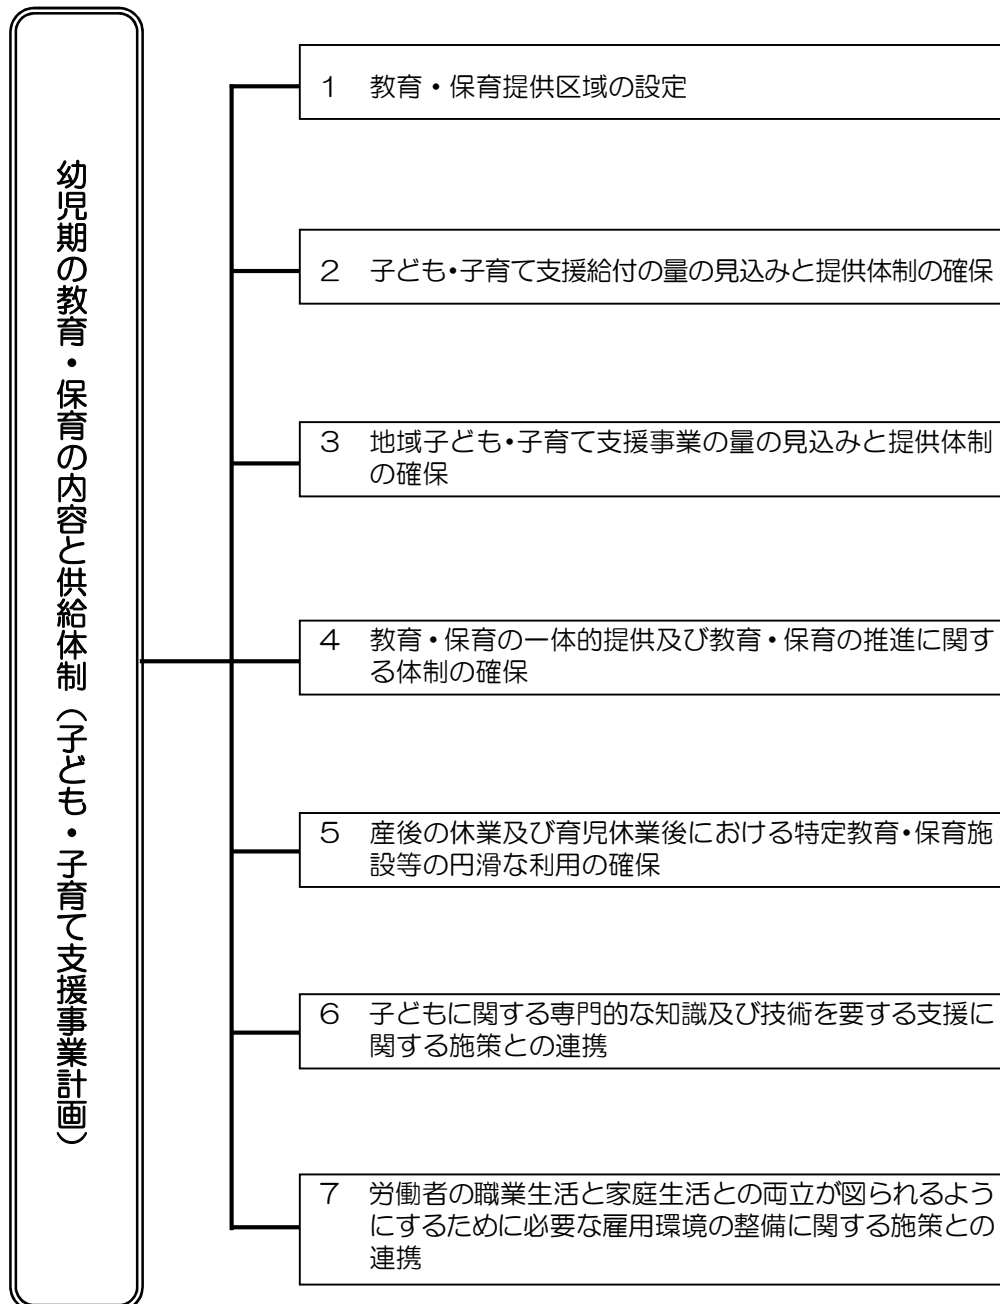 幼児期の教育・保育の内容と供給体制（子ども・子育て支援事業計画）
１　教育・保育提供区域の設定
２　子ども・子育て支援給付の量の見込みと提供体制の確保
３　地域子ども・子育て支援事業の量の見込みと提供体制
の確保
４　教育・保育の一体的提供及び教育・保育の推進に関す
る体制の確保
５　産後の休業及び育児休業後における特定教育・保育施
設等の円滑な利用の確保
６　子どもに関する専門的な知識及び技術を要する支援に
関する施策との連携
７　労働者の職業生活と家庭生活との両立が図られるよう
にするために必要な雇用環境の整備に関する施策との
連携